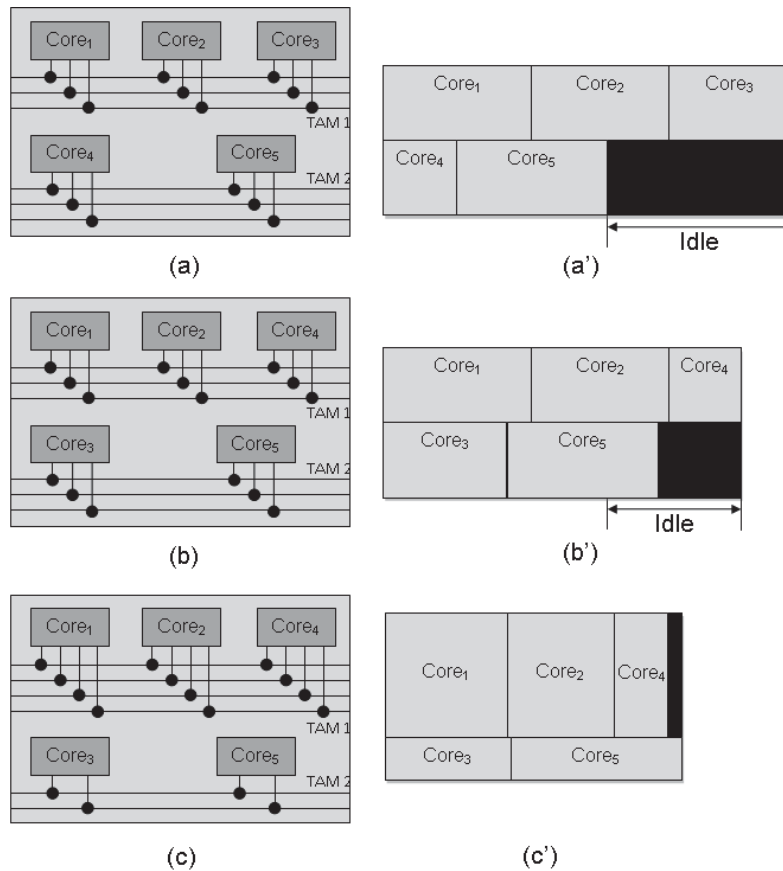 Core1 Core2 Core3
TAM 1
Core4 Core5
TAM 2
(a)
Core1 Core2 Core3
Core4 Core5
Idle
(a')
Core1 Core2 Core4
TAM 1
Core3 Core5
TAM 2
(b)
Core1 Core2 Core4
Core3 Core5
Idle
(b')
Core1 Core2 Core4
TAM 1
Core3 Core5
TAM 2
(c)
Core1 Core2 Core4
Core3 Core5
(c')